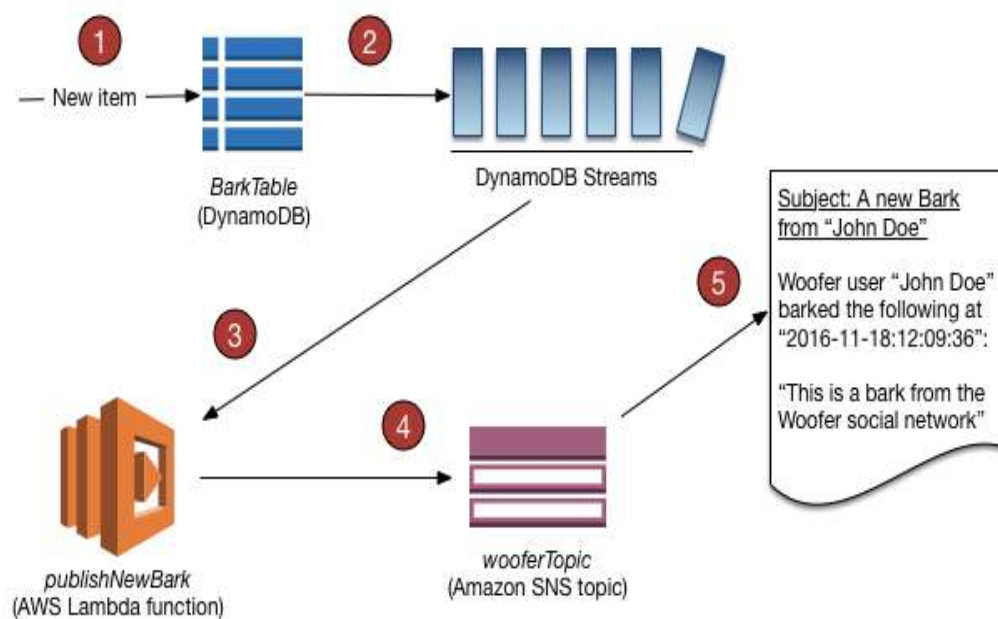 1
2
New item
BarkTable
(DynamoDB)
DynamoDB Streams
3
4
5
publishNewBark
(AWS Lambda function)
wooferTopic
(Amazon SNS topic)
Subject: A new Bark
from “John Doe”
Woofer user “John Doe”
barked the following at
“2016-11-18:12:09:36”:
“This is a bark from the
Woofer social network”